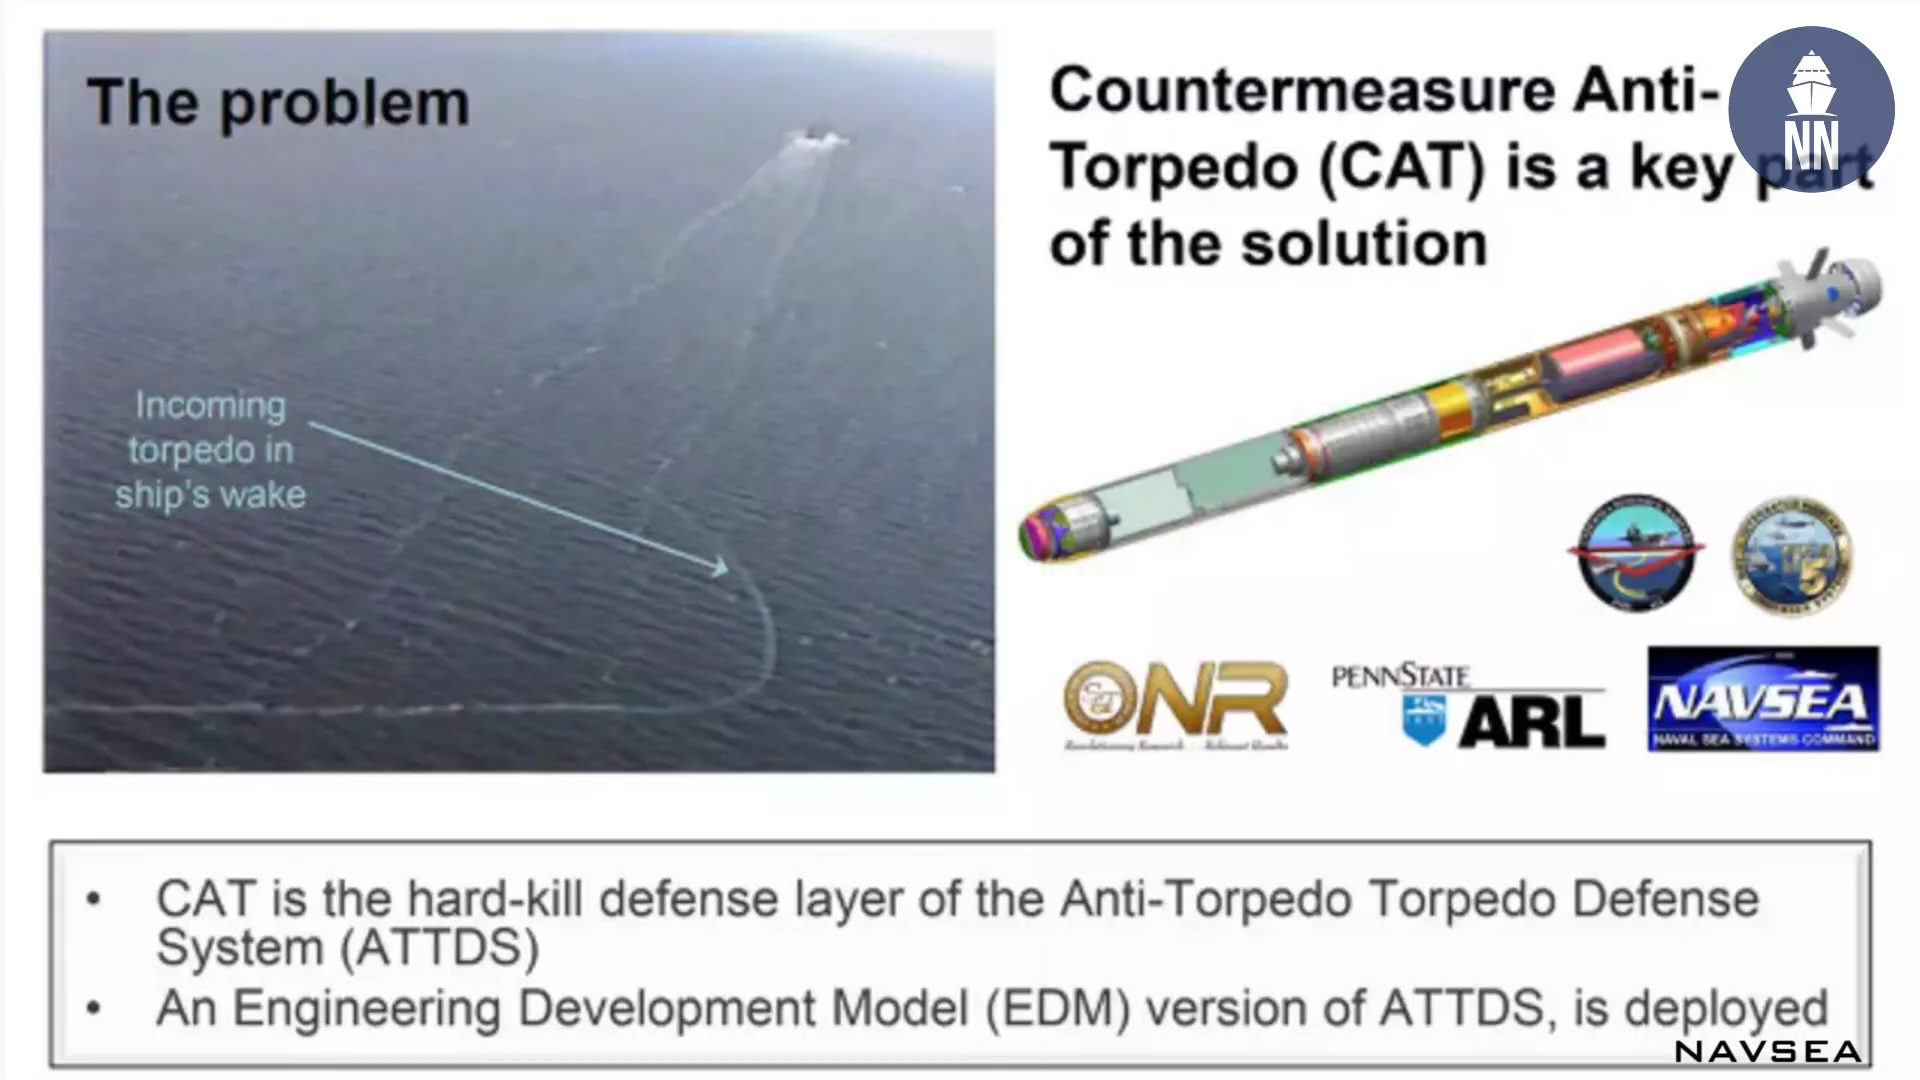 The problem
Incoming
torpedo in
ship's wake
Countermeasure Anti-
Torpedo (CAT) is a key part
of the solution
NN
5
ONR
PENNSTATE
ARL
NAVSEA
NAVAL SEA SYSTEMS COMMAND
• CAT is the hard-kill defense layer of the Anti-Torpedo Torpedo Defense
System (ATTDS)
• An Engineering Development Model (EDM) version of ATTDS, is deployed
NAVSEA